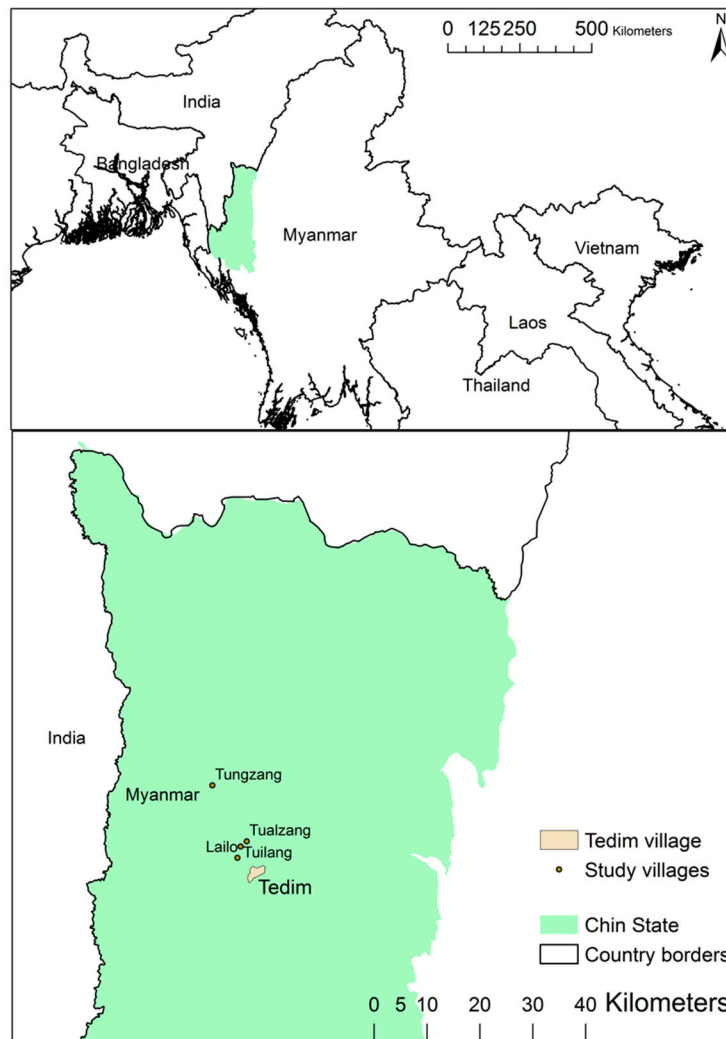 N
0 125 250 500 Kilometers
India
Bangladesh
Myanmar
Vietnam
Laos
Thailand
India
Tungzang
Myanmar
Tualzang
Lailo
Tuilang
Tedim
Tedim village
Study villages
Chin State
Country borders
0 5 10 20 30 40 Kilometers